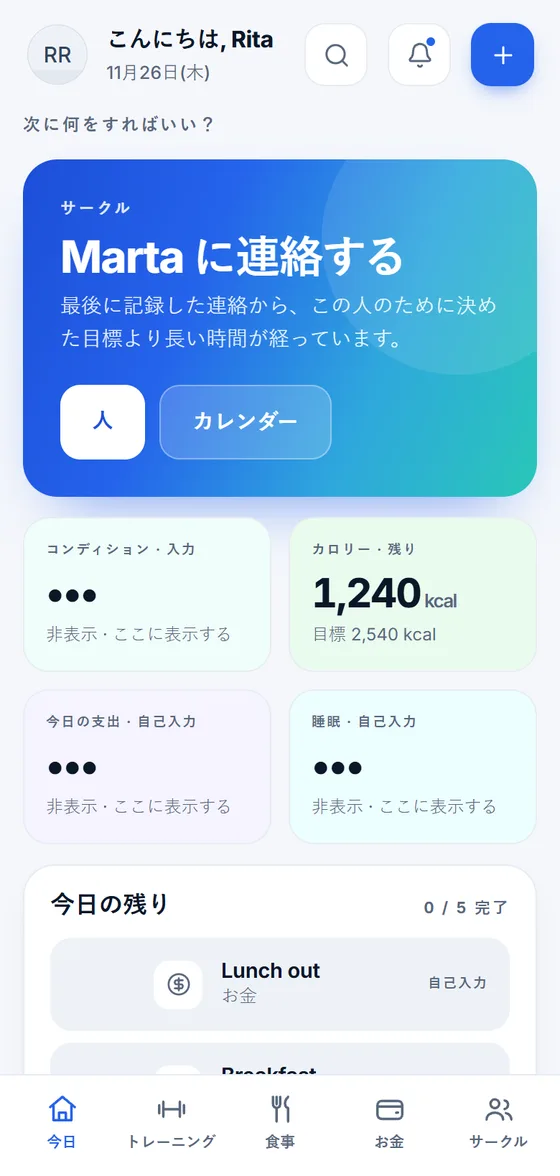 RR
こんにちは, Rita
11月26日(木)
次に何をすればいい？
サークル
Marta に連絡する
最後に記録した連絡から、この人のために決め
た目標より長い時間が経っています。
人
カレンダー
コンディション · 入力
●●●
非表示 · ここに表示する
カロリー · 残り
1,240 kcal
目標 2,540 kcal
今日の支出 · 自己入力
●●●
非表示 · ここに表示する
睡眠 · 自己入力
●●●
非表示 · ここに表示する
今日の残り
0 / 5 完了
Lunch out
お金
自己入力
Breakfast
今日
トレーニング
食事
お金
サークル